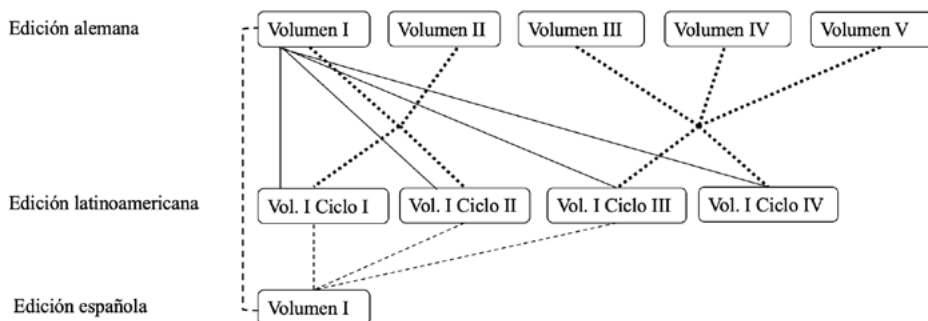 Edición alemana Volumen I Volumen II Volumen III Volumen IV Volumen V
Edición latinoamericana Vol. I Ciclo I Vol. I Ciclo II Vol. I Ciclo III Vol. I Ciclo IV
Edición española Volumen I